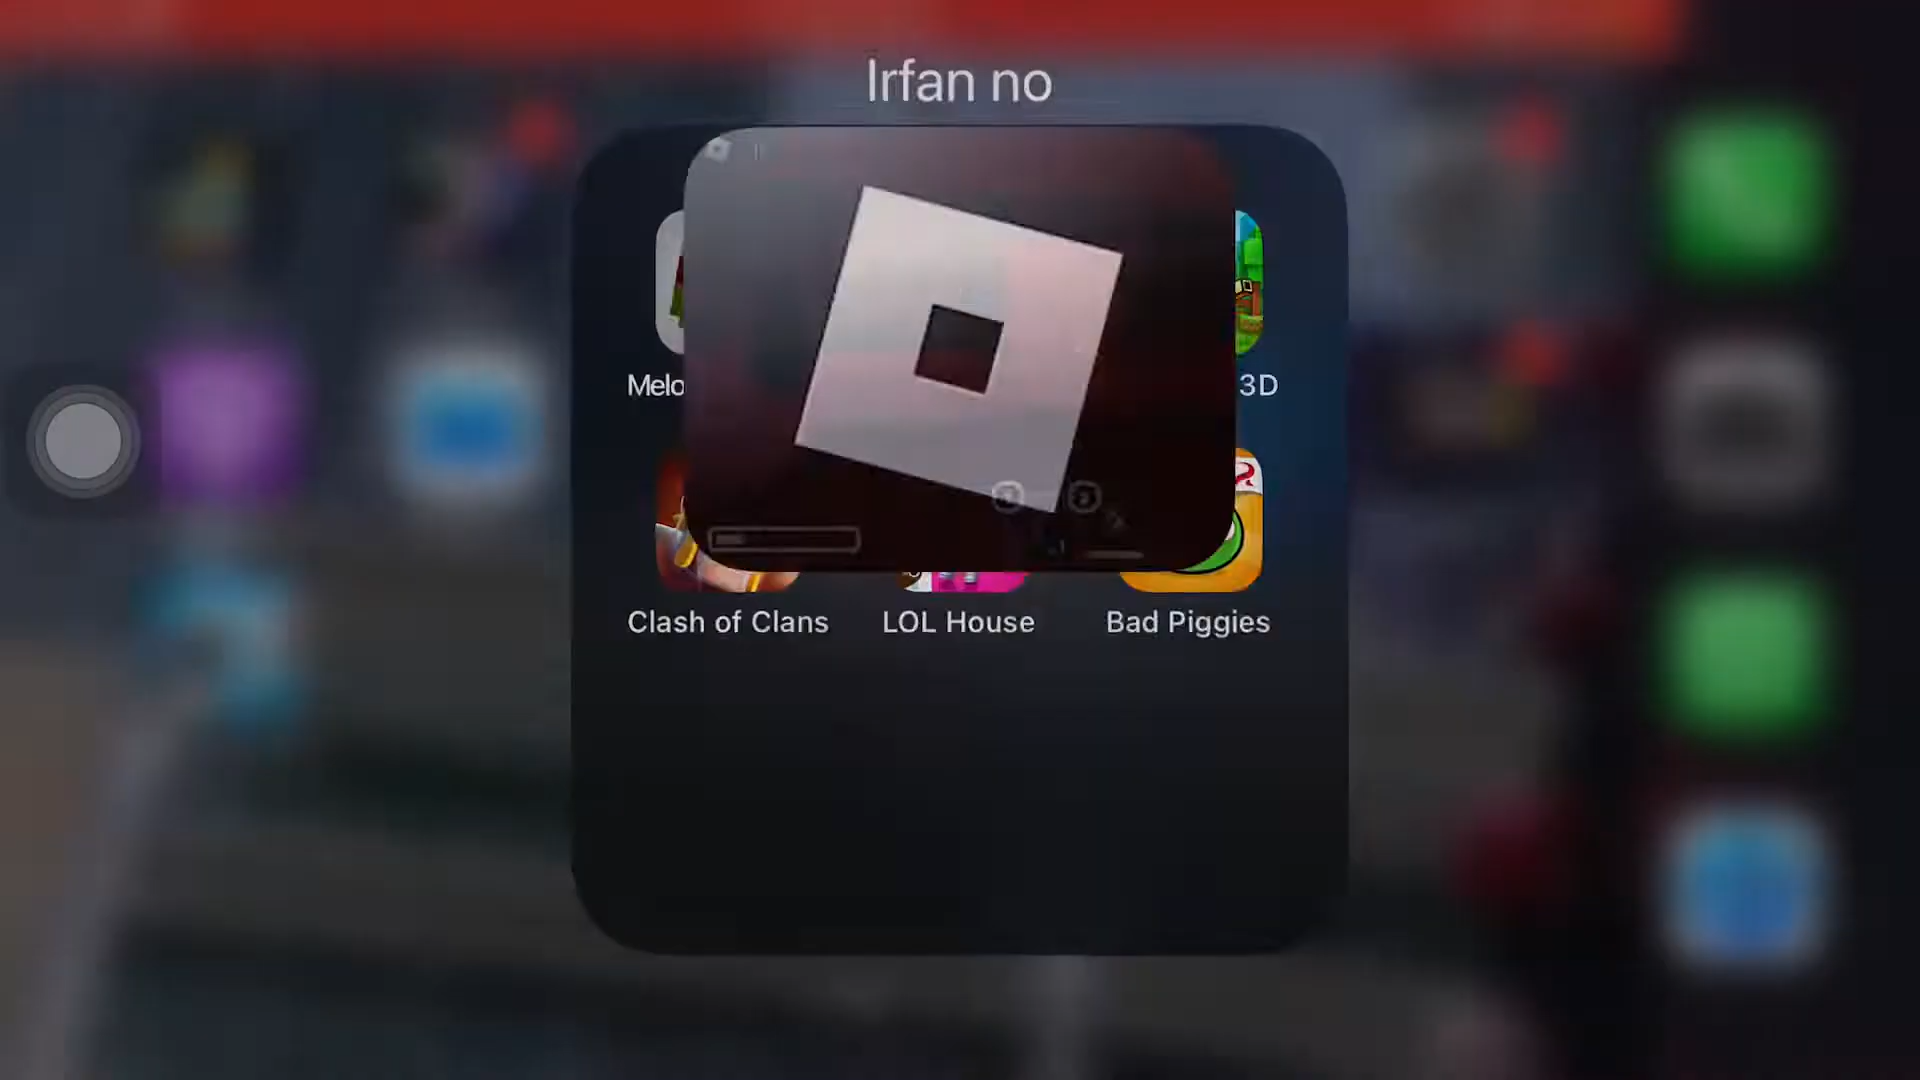 Irfan no
Melo
3D
Clash of Clans
LOL House
Bad Piggies